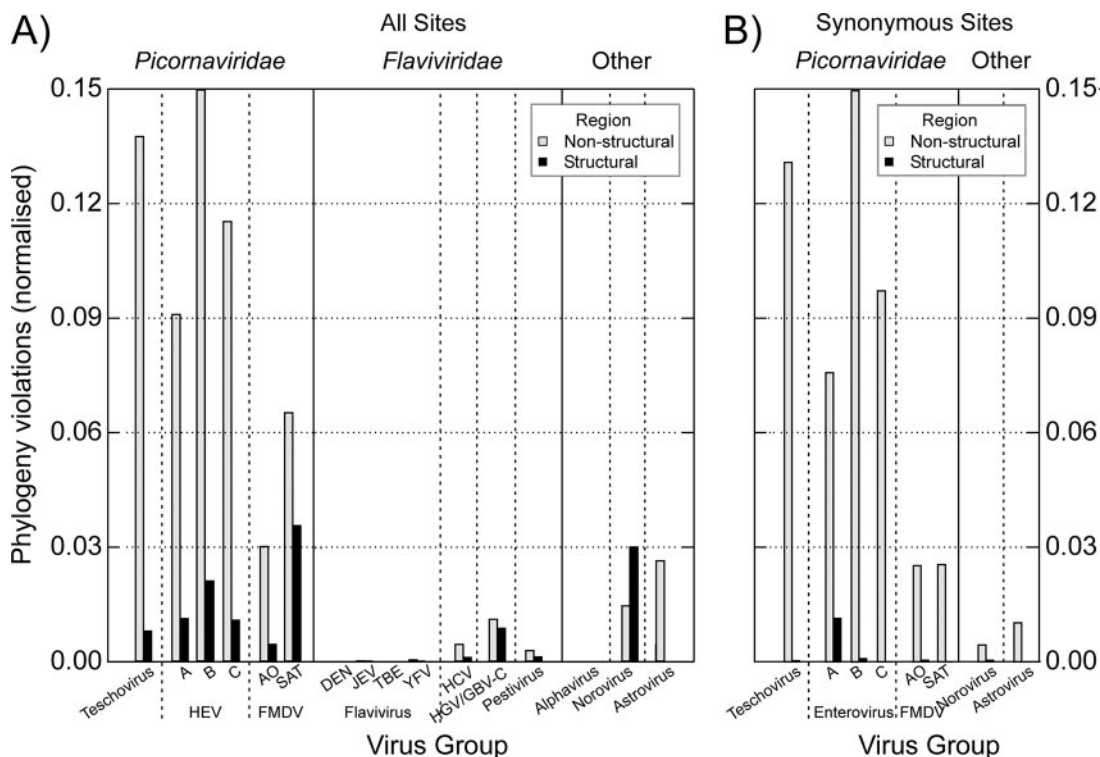 A)
All Sites
Picornaviridae
Flaviviridae
Other
Phylogeny violations (normalised)
0.15
0.12
0.09
0.06
0.03
0.00
Region
Non-structural
Structural
Teschovirus
A
B
C
AO
SAT
DEN
JEV
TBE
YFV
HCV
HGV/GBV-C
Pestivirus
Alphavirus
Norovirus
Astrovirus
HEV
FMDV
Flavivirus
Virus Group
B)
Synonymous Sites
Picornaviridae
Other
Region
Non-structural
Structural
0.15
0.12
0.09
0.06
0.03
0.00
Teschovirus
A
B
C
AO
SAT
Norovirus
Astrovirus
Enterovirus
FMDV
Virus Group